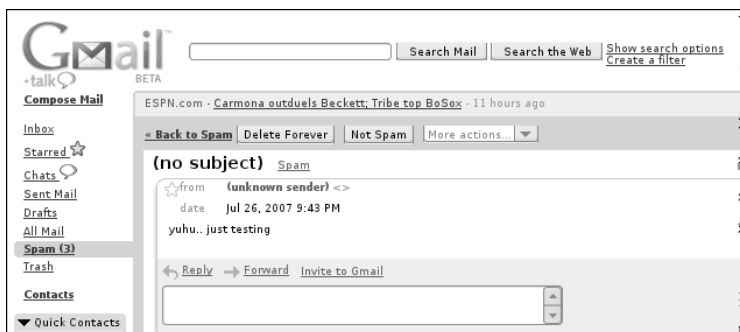 Gmail
+talk
BETA
Search Mail
Search the Web
Show search options
Create a filter
Compose Mail
Inbox
Starred
Chats
Sent Mail
Drafts
All Mail
Spam (3)
Trash
Contacts
Quick Contacts
ESPN.com - Carmona outduels Beckett; Tribe top BoSox - 11 hours ago
« Back to Spam Delete Forever Not Spam More actions...
(no subject) Spam
from (unknown sender) <>
date Jul 26, 2007 9:43 PM
yuhu.. just testing
Reply Forward Invite to Gmail